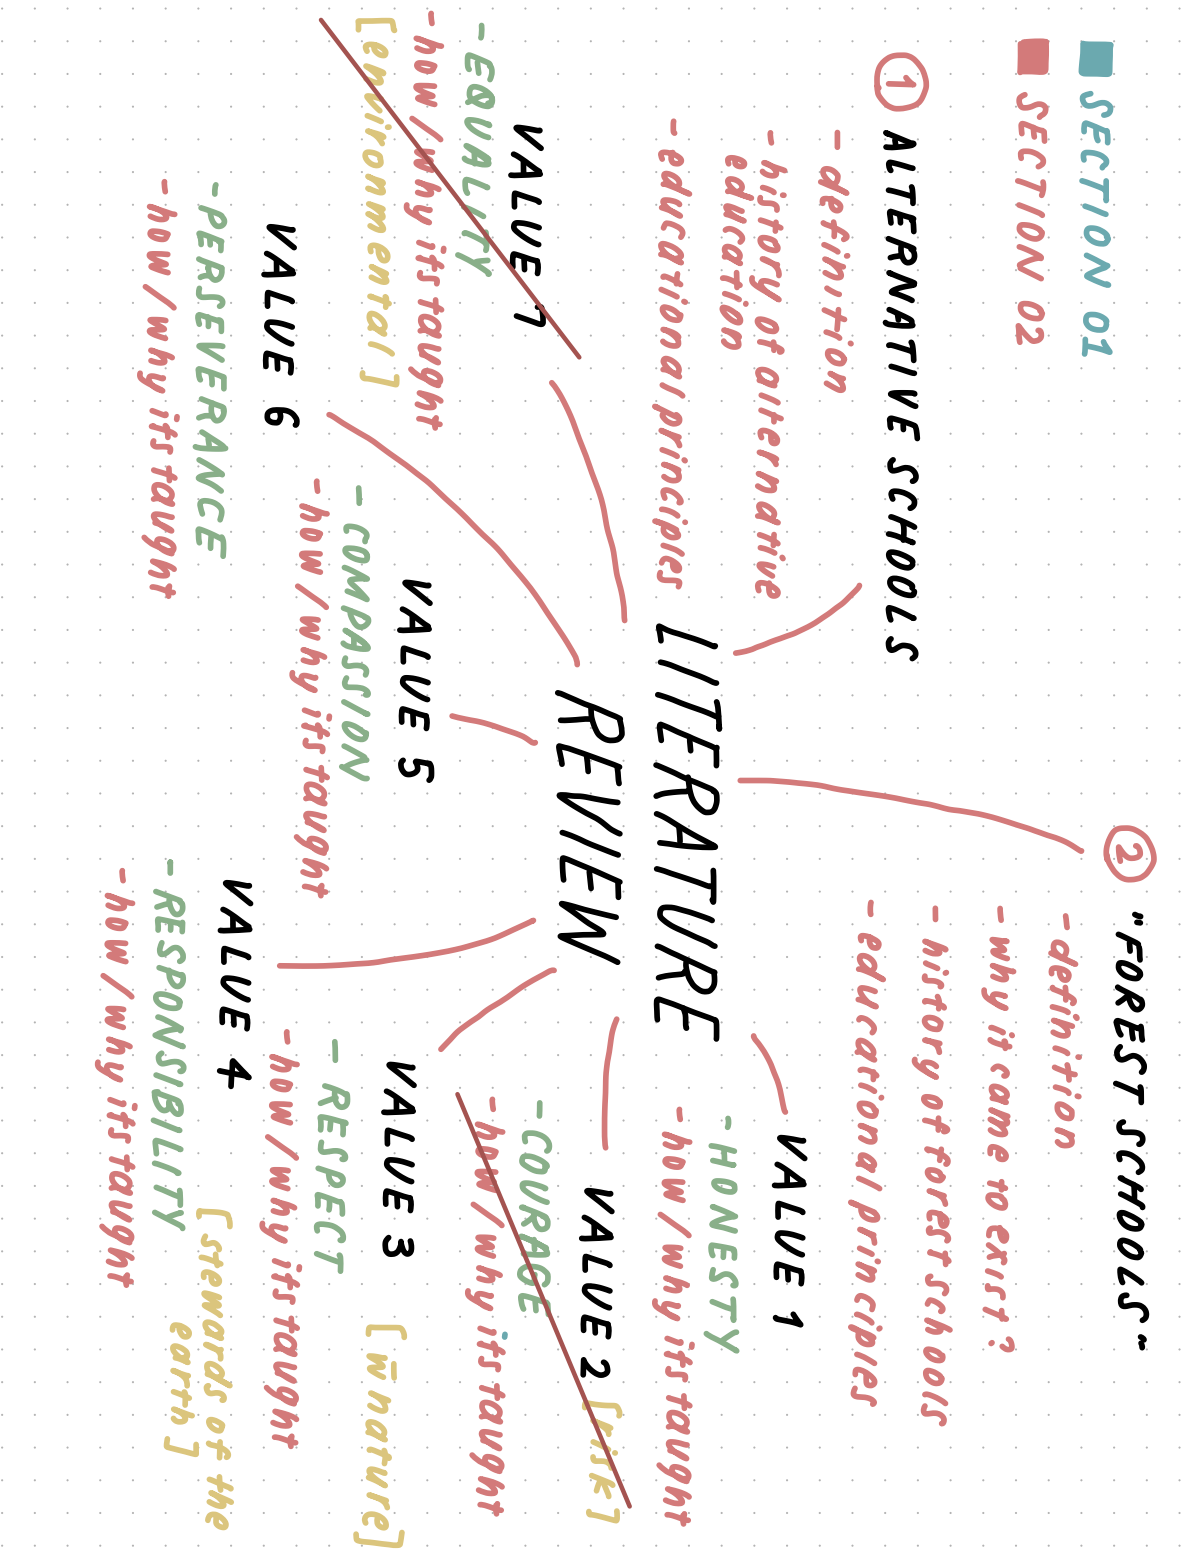 SECTION 01
SECTION 02
1 ALTERNATIVE SCHOOLS
- definition
- history of alternative
education
- educational principles
2 "FOREST SCHOOLS"
- definition
- why it came to exist?
- history of forest schools
- educational principles
LITERATURE
REVIEW
VALUE 1
- HONESTY
- how / why its taught
VALUE 2 [risk]
- COURAGE
- how / why its taught
VALUE 3
- RESPECT [w̄ nature]
- how / why its taught
VALUE 4
- RESPONSIBILITY [stewards of the
earth]
- how / why its taught
VALUE 5
- COMPASSION
- how / why its taught
VALUE 6
- PERSEVERANCE
- how / why its taught
VALUE 7
- EQUALITY
- how / why its taught
[environmental]